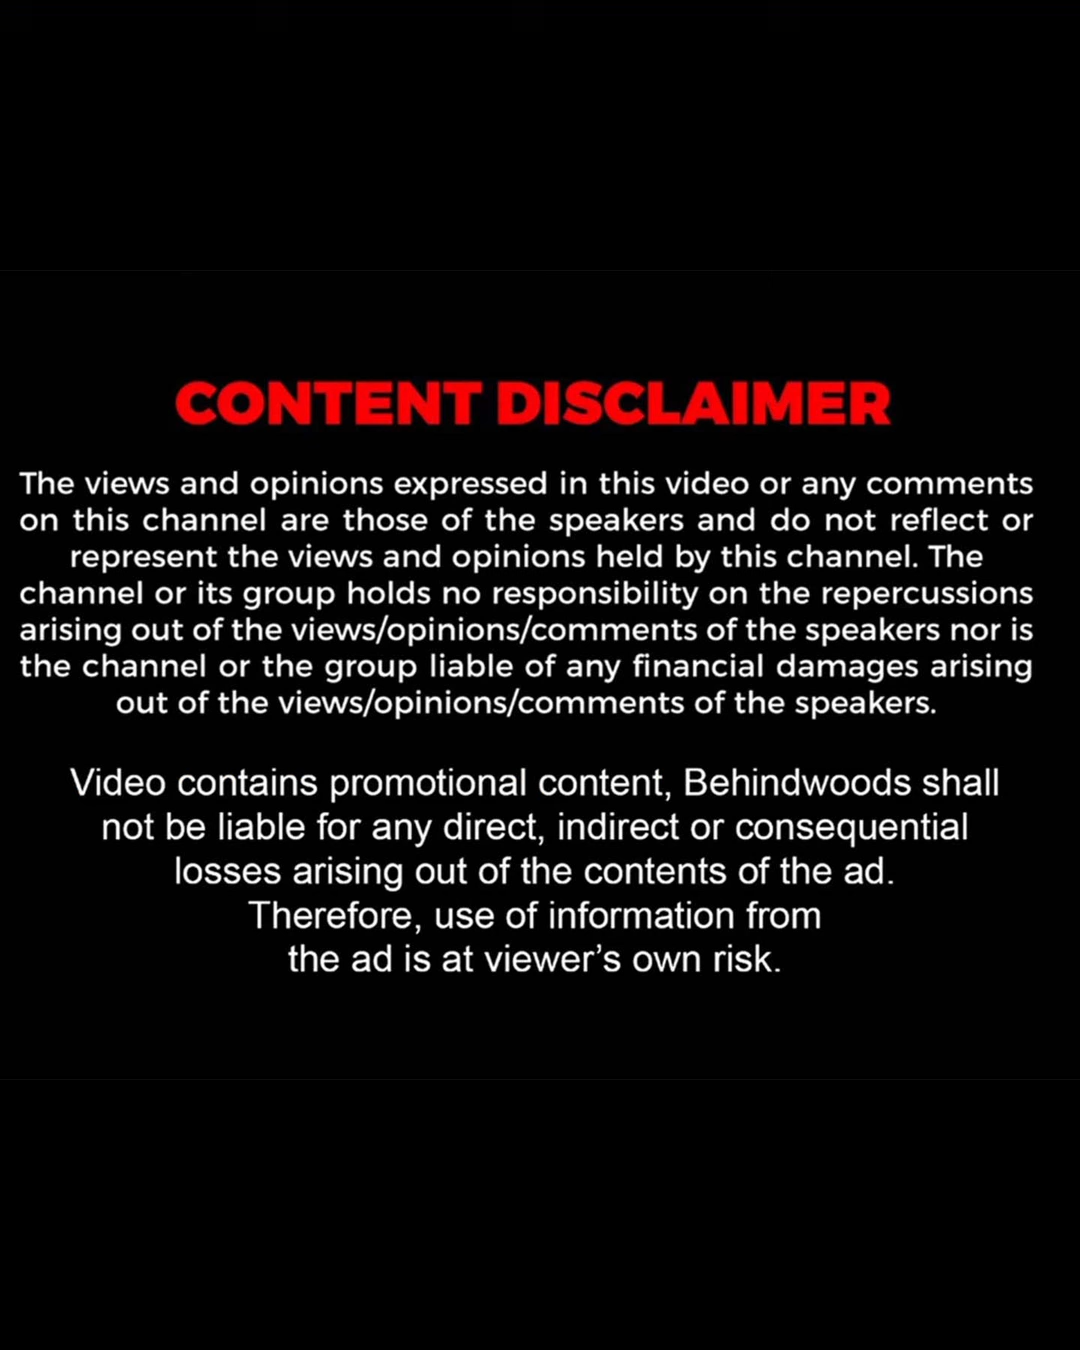 CONTENT DISCLAIMER
The views and opinions expressed in this video or any comments
on this channel are those of the speakers and do not reflect or
represent the views and opinions held by this channel. The
channel or its group holds no responsibility on the repercussions
arising out of the views/opinions/comments of the speakers nor is
the channel or the group liable of any financial damages arising
out of the views/opinions/comments of the speakers.
Video contains promotional content, Behindwoods shall
not be liable for any direct, indirect or consequential
losses arising out of the contents of the ad.
Therefore, use of information from
the ad is at viewer’s own risk.